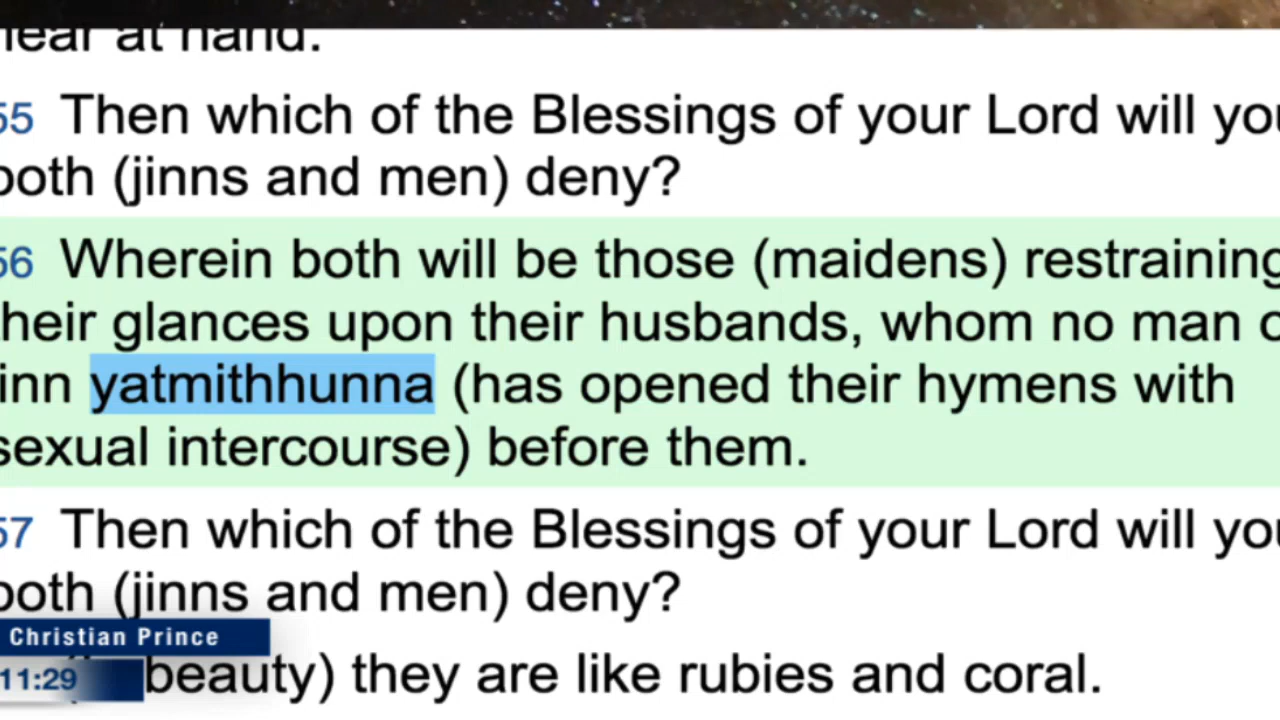 near at hand.
55 Then which of the Blessings of your Lord will you
both (jinns and men) deny?
56 Wherein both will be those (maidens) restraining
their glances upon their husbands, whom no man o
jinn yatmithhunna (has opened their hymens with
sexual intercourse) before them.
57 Then which of the Blessings of your Lord will you
both (jinns and men) deny?
Christian Prince
beauty) they are like rubies and coral.
11:29